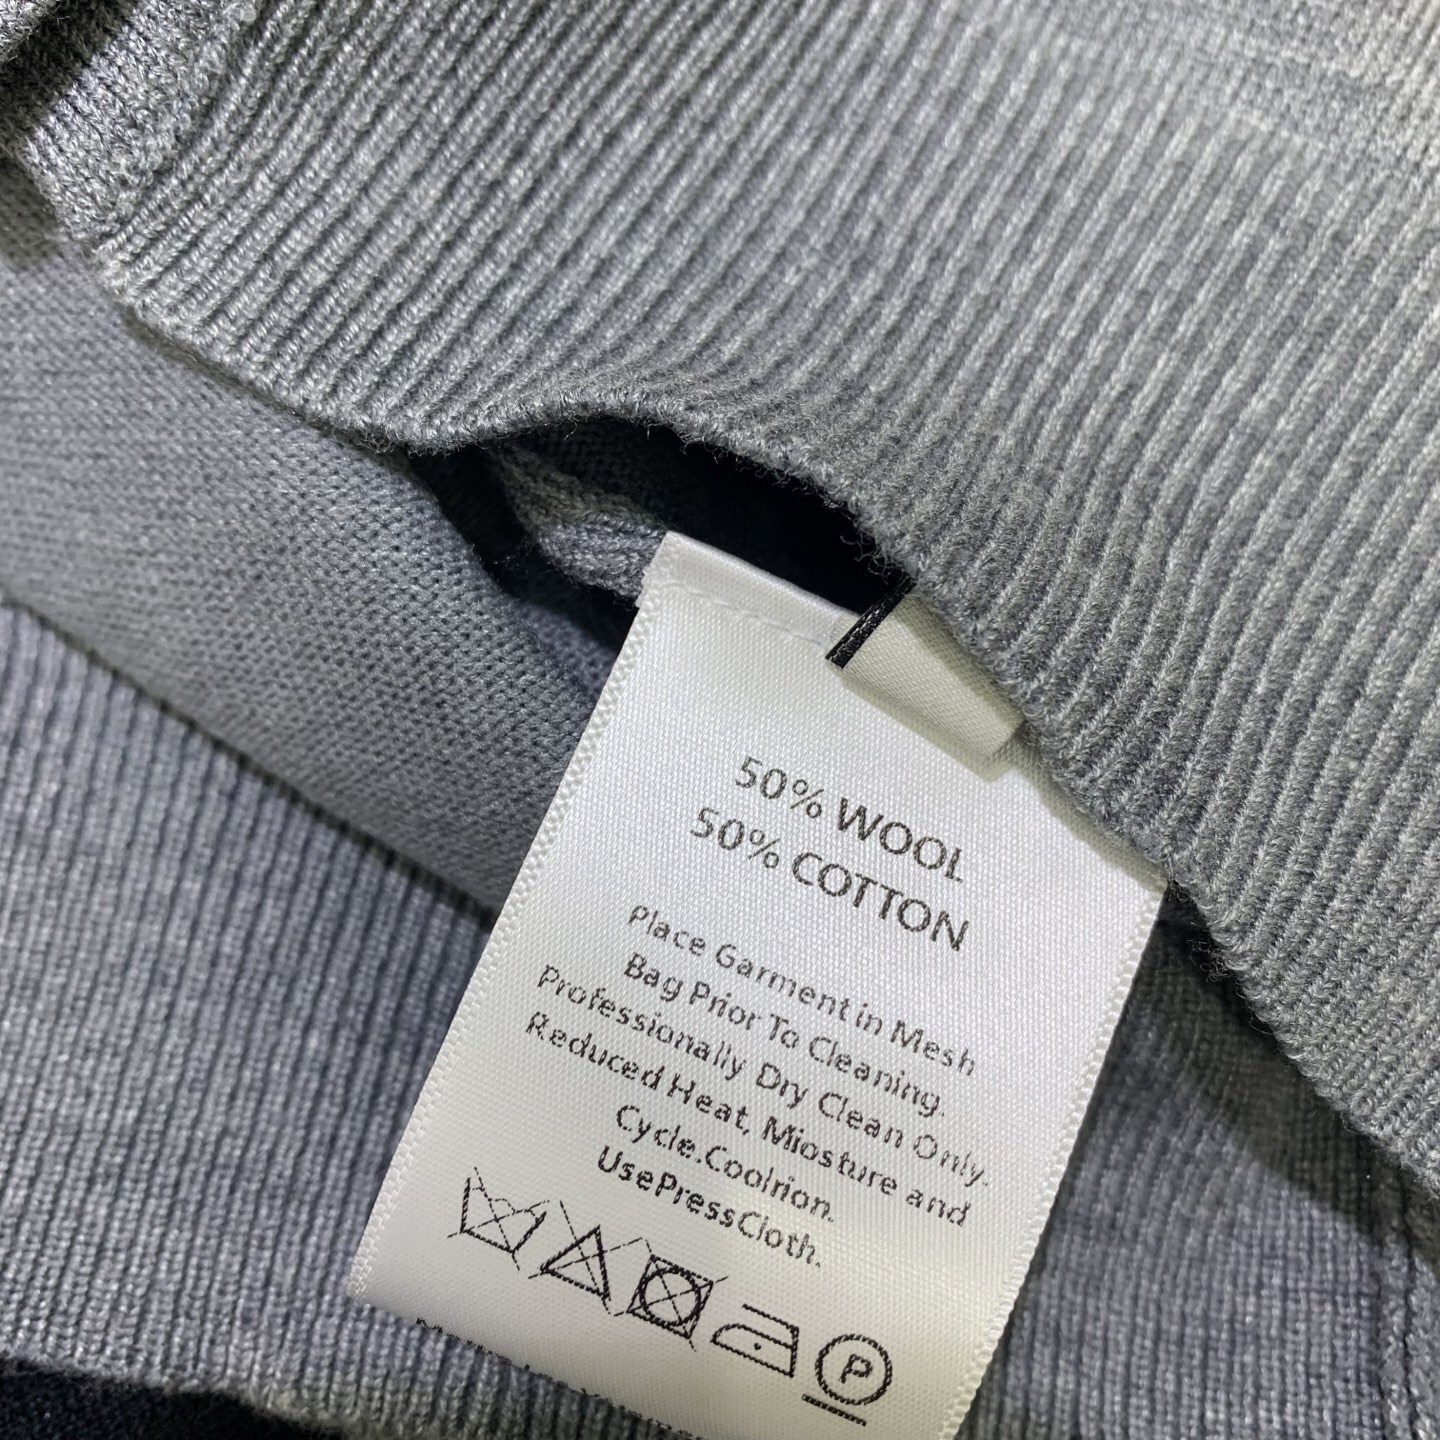 50% WOOL
50% COTTON
Place Garment in Mesh
Bag Prior To Cleaning.
Professionally Dry Clean Only.
Reduced Heat, Miosture and
Cycle.CoolrIon.
UsePressCloth.
P